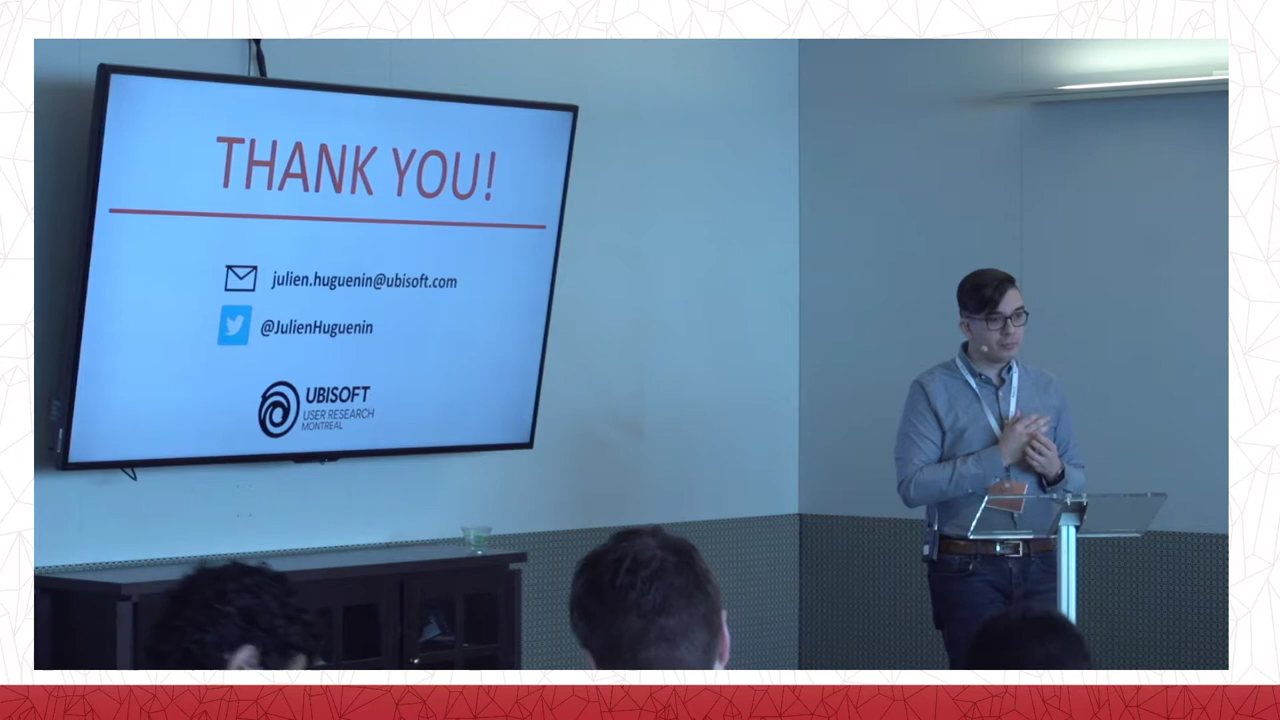 THANK YOU!
julien.huguenin@ubisoft.com
@JulienHuguenin
UBISOFT
USER RESEARCH
MONTREAL